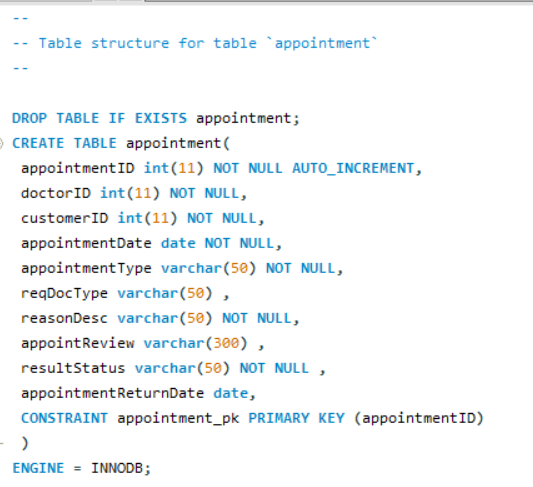 --
-- Table structure for table `appointment`
--
DROP TABLE IF EXISTS appointment;
CREATE TABLE appointment(
appointmentID int(11) NOT NULL AUTO_INCREMENT,
doctorID int(11) NOT NULL,
customerID int(11) NOT NULL,
appointmentDate date NOT NULL,
appointmentType varchar(50) NOT NULL,
reqDocType varchar(50) ,
reasonDesc varchar(50) NOT NULL,
appointReview varchar(300) ,
resultStatus varchar(50) NOT NULL ,
appointmentReturnDate date,
CONSTRAINT appointment_pk PRIMARY KEY (appointmentID)
)
ENGINE = INNODB;